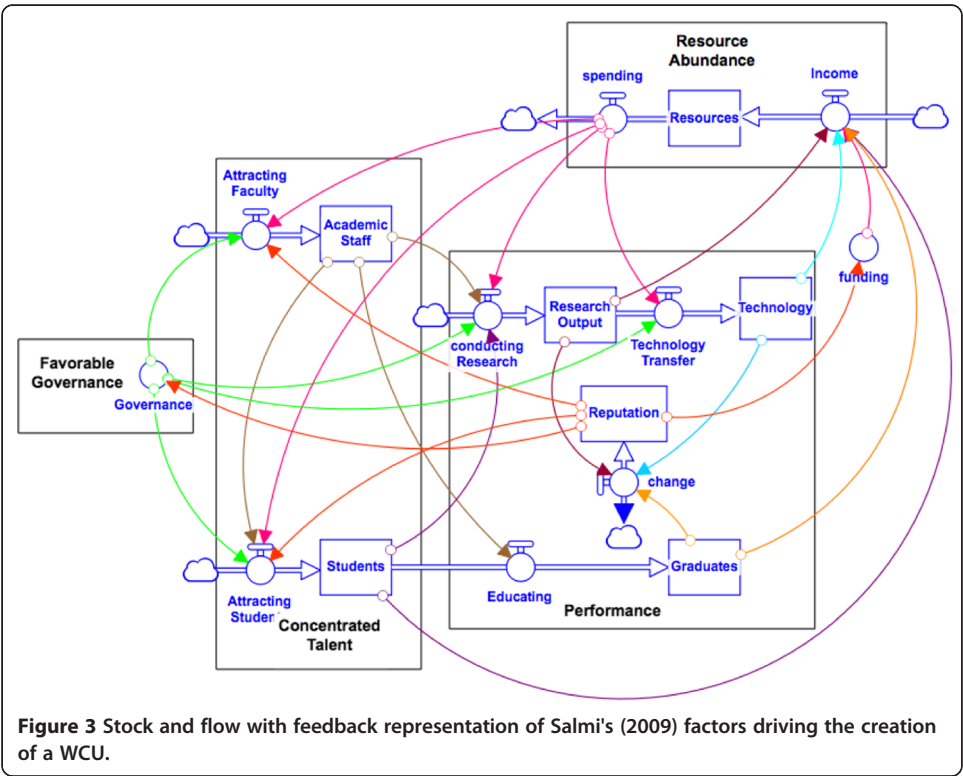 Resource
Abundance
spending
Income
Resources
Attracting
Faculty
Academic
Staff
funding
Research
Output
Technology
conducting
Research
Technology
Transfer
Favorable
Governance
Governance
Reputation
change
Students
Educating
Graduates
Attracting
Studen
Concentrated
Talent
Performance
Figure 3 Stock and flow with feedback representation of Salmi's (2009) factors driving the creation
of a WCU.